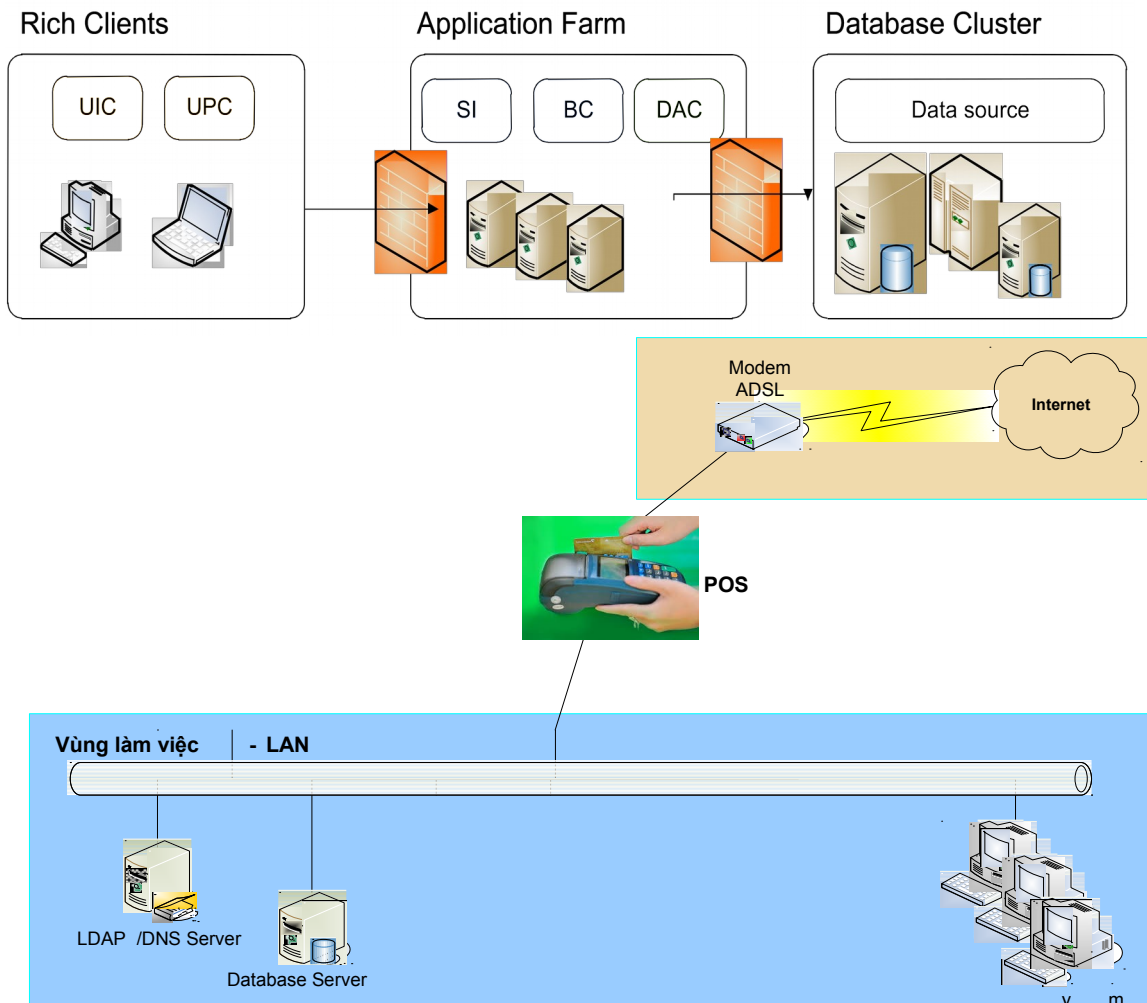 Rich Clients
Application Farm
Database Cluster
UIC
UPC
SI
BC
DAC
Data source
Modem
ADSL
Internet
POS
Vùng làm việc - LAN
LDAP /DNS Server
Database Server